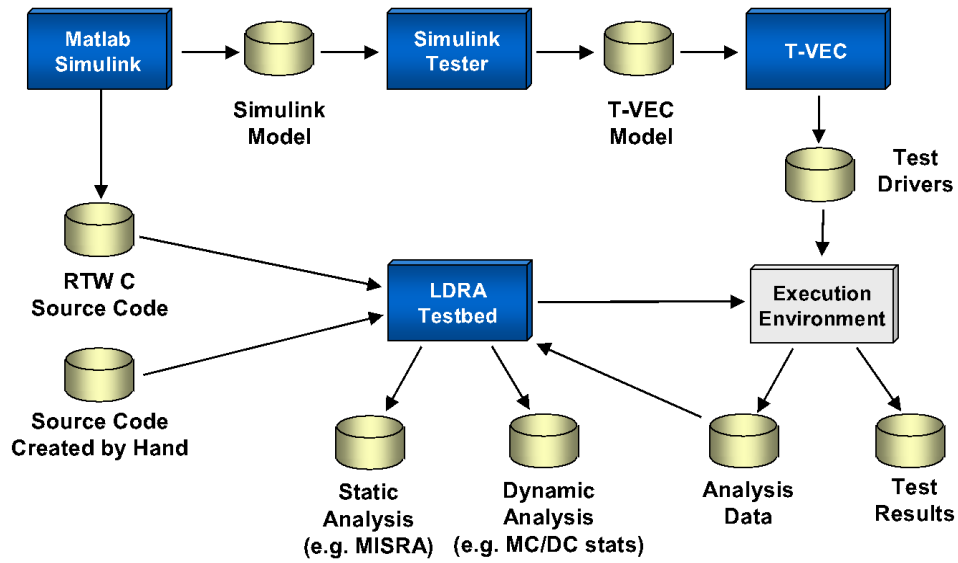 Matlab
Simulink
Simulink
Tester
T-VEC
Simulink
Model
T-VEC
Model
Test
Drivers
RTW C
Source Code
LDRA
Testbed
Execution
Environment
Source Code
Created by Hand
Static
Analysis
(e.g. MISRA)
Dynamic
Analysis
(e.g. MC/DC stats)
Analysis
Data
Test
Results